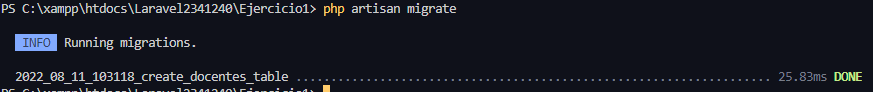 PS C:\xampp\htdocs\Laravel2341240\Ejercicio1> php artisan migrate
INFO Running migrations.
2022_08_11_103118_create_docentes_table ..................................................................... 25.83ms DONE
PS C:\xampp\htdocs\Laravel2341240\Ejercicio1>